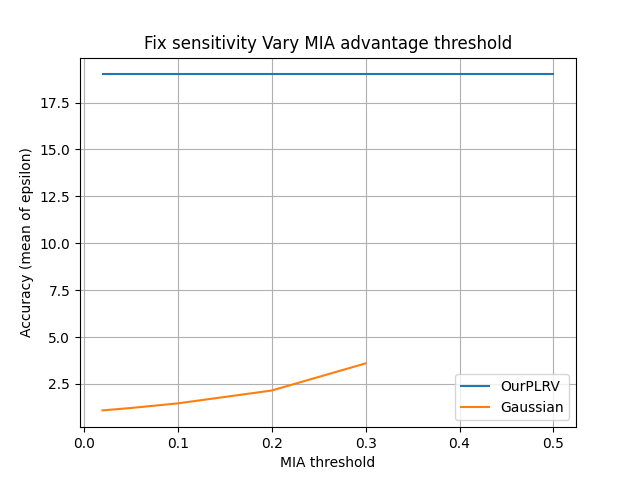 Fix sensitivity Vary MIA advantage threshold
Accuracy (mean of epsilon)
17.5
15.0
12.5
10.0
7.5
5.0
2.5
OurPLRV
Gaussian
0.0 0.1 0.2 0.3 0.4 0.5
MIA threshold